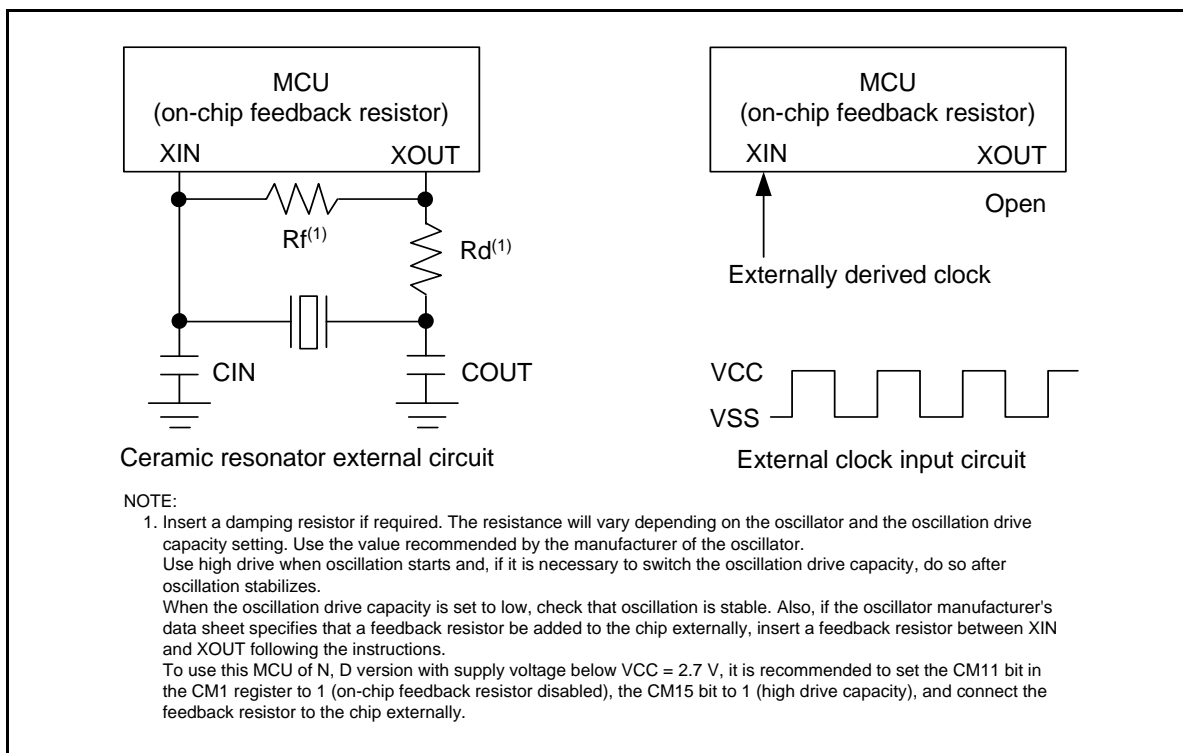 MCU
(on-chip feedback resistor)
XIN
XOUT
Rf(1)
Rd(1)
CIN
COUT
Ceramic resonator external circuit
MCU
(on-chip feedback resistor)
XIN
XOUT
Open
Externally derived clock
VCC
VSS
External clock input circuit
NOTE:
1. Insert a damping resistor if required. The resistance will vary depending on the oscillator and the oscillation drive
capacity setting. Use the value recommended by the manufacturer of the oscillator.
Use high drive when oscillation starts and, if it is necessary to switch the oscillation drive capacity, do so after
oscillation stabilizes.
When the oscillation drive capacity is set to low, check that oscillation is stable. Also, if the oscillator manufacturer's
data sheet specifies that a feedback resistor be added to the chip externally, insert a feedback resistor between XIN
and XOUT following the instructions.
To use this MCU of N, D version with supply voltage below VCC = 2.7 V, it is recommended to set the CM11 bit in
the CM1 register to 1 (on-chip feedback resistor disabled), the CM15 bit to 1 (high drive capacity), and connect the
feedback resistor to the chip externally.